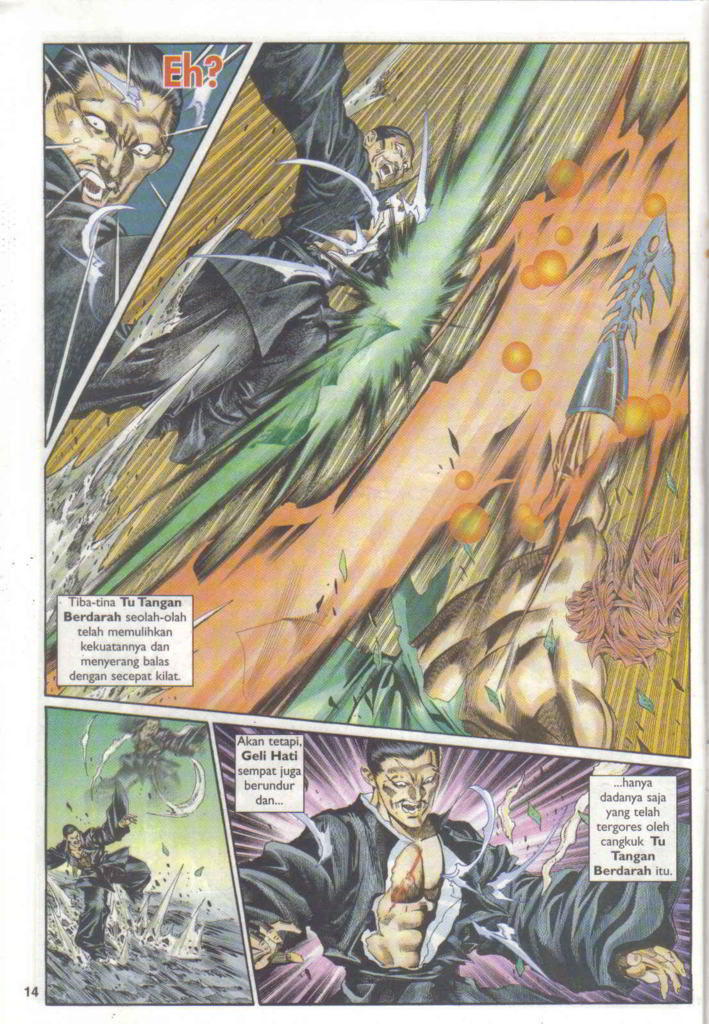 Eh?
Tiba-tina Tu Tangan
Berdarah seolah-olah
telah memulihkan
kekuatannya dan
menyerang balas
dengan secepat kilat.
Akan tetapi,
Geli Hati
sempat juga
berundur
dan...
...hanya
dadanya saja
yang telah
tergores oleh
cangkuk Tu
Tangan
Berdarah itu.
14